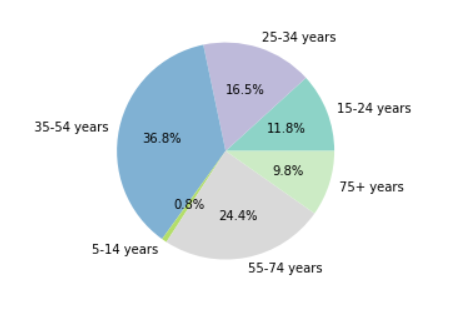 25-34 years
16.5%
15-24 years
11.8%
35-54 years
36.8%
9.8%
75+ years
0.8%
24.4%
5-14 years
55-74 years